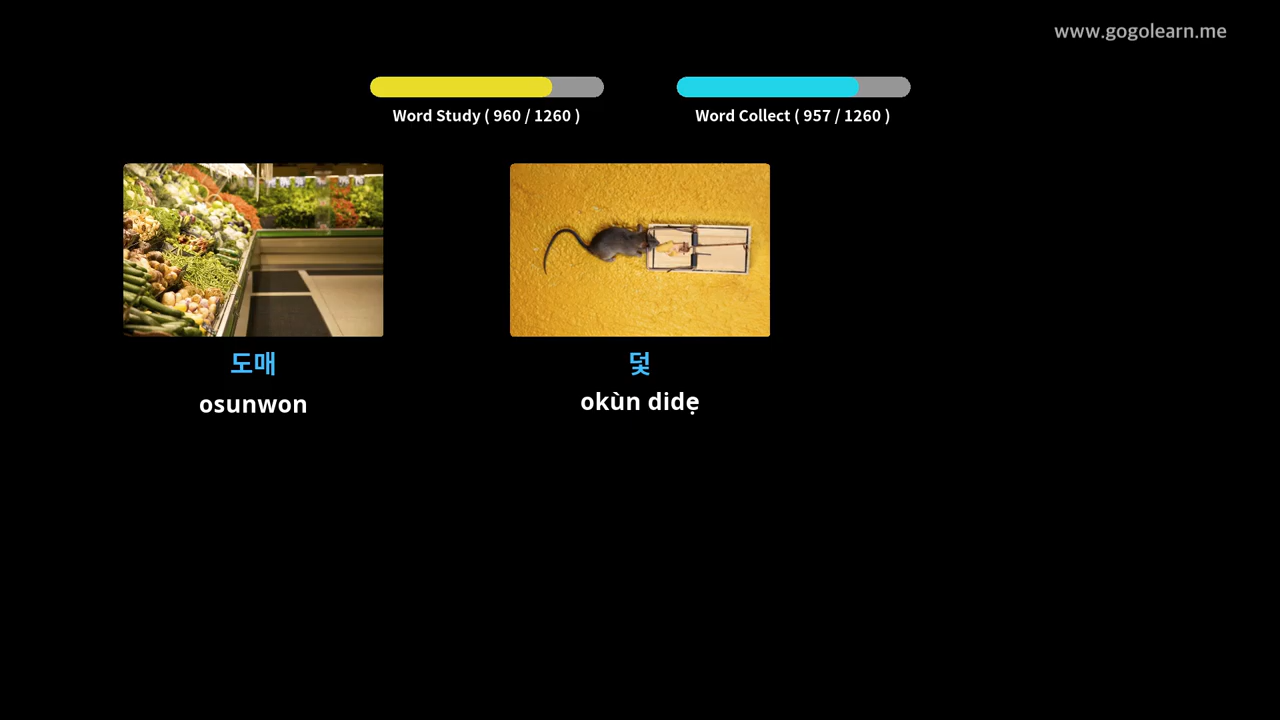 www.gogolearn.me
Word Study ( 960 / 1260 )
Word Collect ( 957 / 1260 )
도매
osunwon
덫
okùn didẹ